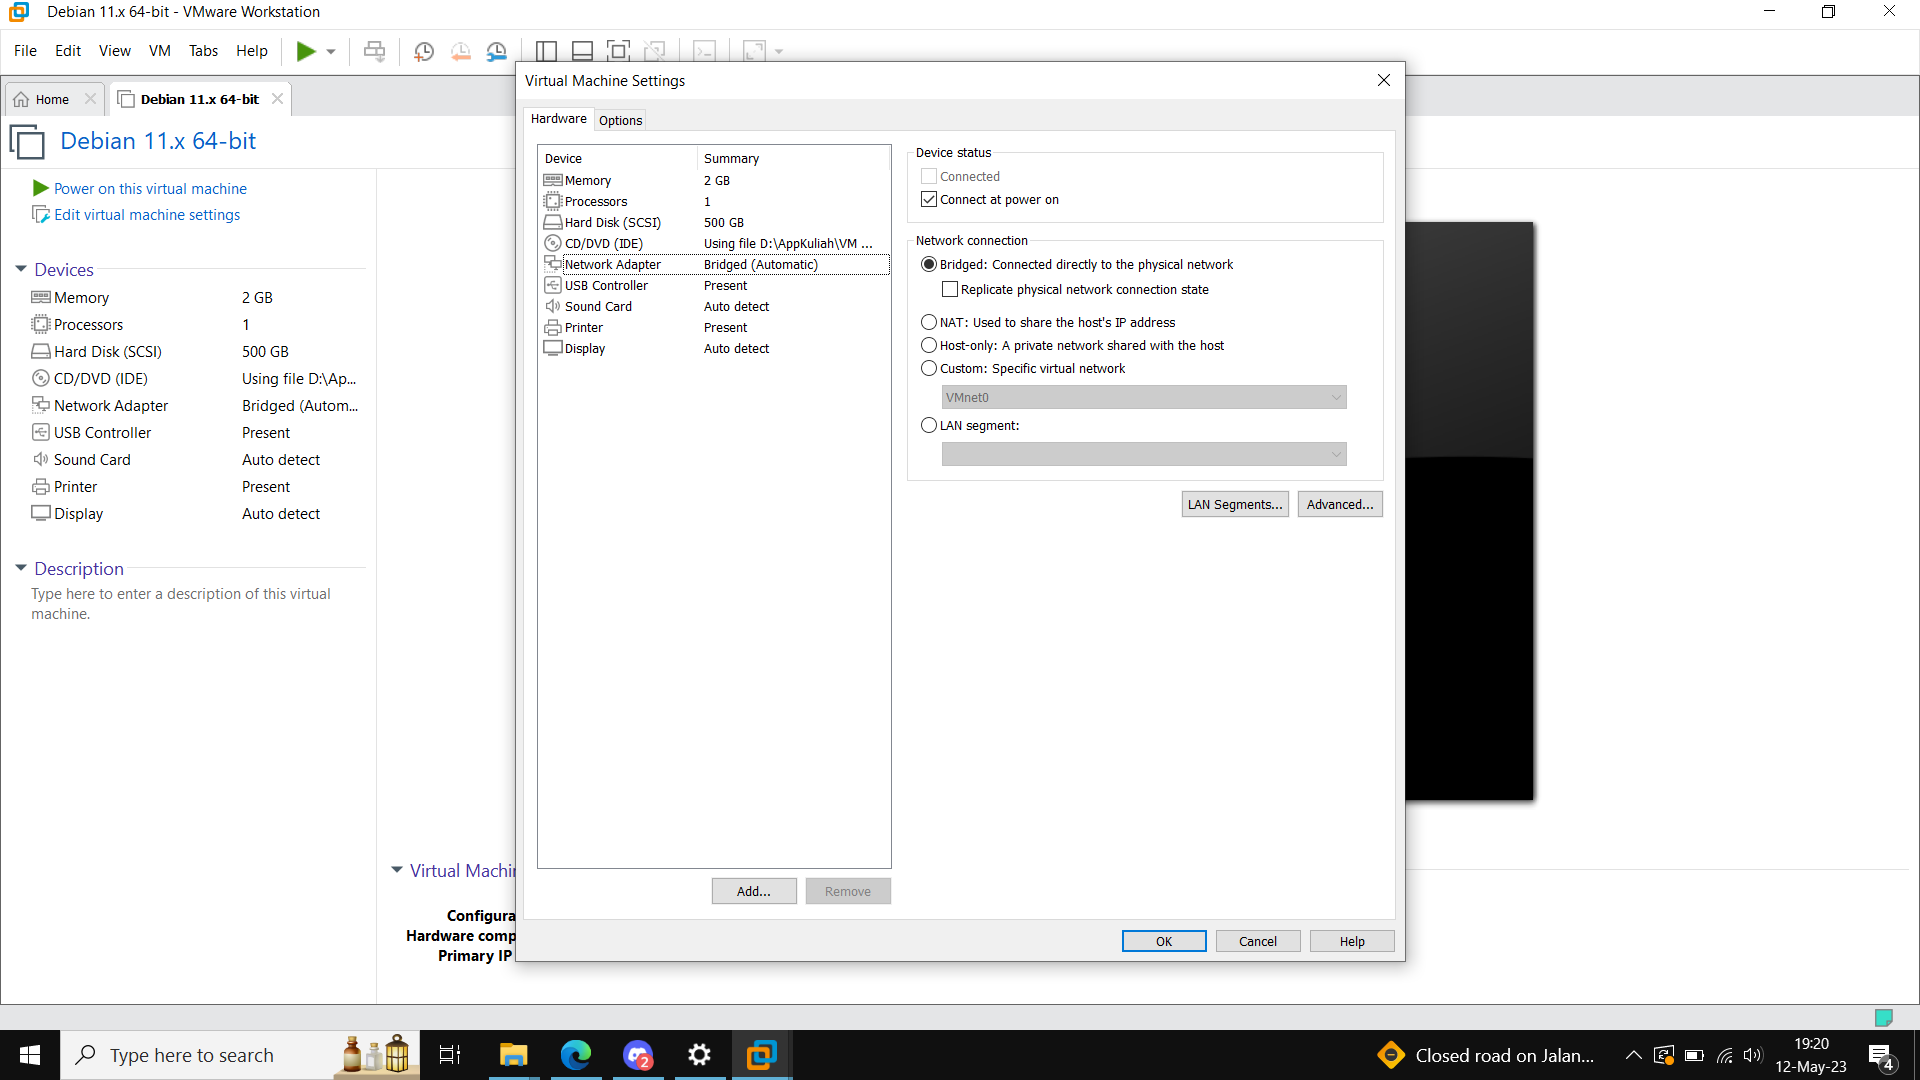 Debian 11.x 64-bit - VMware Workstation
File Edit View VM Tabs Help
Home
Debian 11.x 64-bit
Debian 11.x 64-bit
Power on this virtual machine
Edit virtual machine settings
Devices
Memory 2 GB
Processors 1
Hard Disk (SCSI) 500 GB
CD/DVD (IDE) Using file D:\Ap...
Network Adapter Bridged (Autom...
USB Controller Present
Sound Card Auto detect
Printer Present
Display Auto detect
Description
Type here to enter a description of this virtual
machine.
Virtual Machin
Configura
Hardware comp
Primary IP
Virtual Machine Settings
Hardware Options
Device Summary
Memory 2 GB
Processors 1
Hard Disk (SCSI) 500 GB
CD/DVD (IDE) Using file D:\AppKuliah\VM ...
Network Adapter Bridged (Automatic)
USB Controller Present
Sound Card Auto detect
Printer Present
Display Auto detect
Add... Remove
Device status
Connected
Connect at power on
Network connection
Bridged: Connected directly to the physical network
Replicate physical network connection state
NAT: Used to share the host's IP address
Host-only: A private network shared with the host
Custom: Specific virtual network
VMnet0
LAN segment:
LAN Segments... Advanced...
OK Cancel Help
Type here to search
2
Closed road on Jalan...
19:20
12-May-23
4